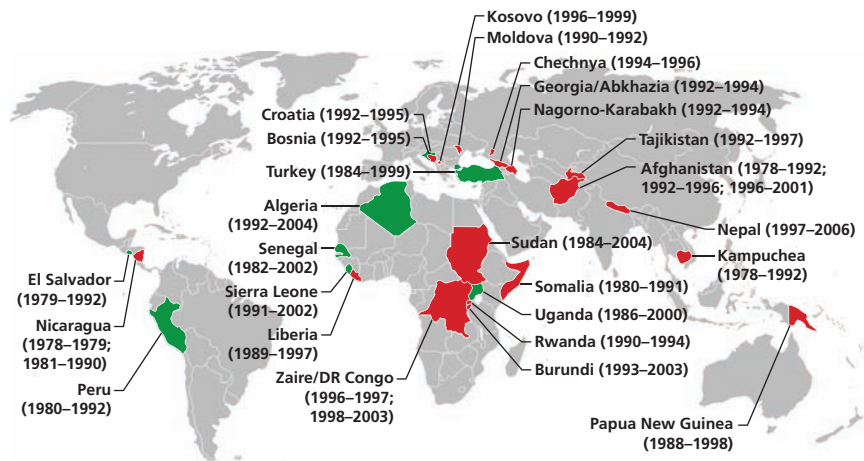 Kosovo (1996–1999)
Moldova (1990–1992)
Chechnya (1994–1996)
Georgia/Abkhazia (1992–1994)
Nagorno-Karabakh (1992–1994)
Croatia (1992–1995)
Bosnia (1992–1995)
Turkey (1984–1999)
Tajikistan (1992–1997)
Afghanistan (1978–1992;
1992–1996; 1996–2001)
Algeria
(1992–2004)
Nepal (1997–2006)
Senegal
(1982–2002)
Sudan (1984–2004)
Kampuchea
(1978–1992)
El Salvador
(1979–1992)
Sierra Leone
(1991–2002)
Somalia (1980–1991)
Nicaragua
(1978–1979;
1981–1990)
Liberia
(1989–1997)
Uganda (1986–2000)
Rwanda (1990–1994)
Burundi (1993–2003)
Zaire/DR Congo
(1996–1997;
1998–2003)
Peru
(1980–1992)
Papua New Guinea
(1988–1998)